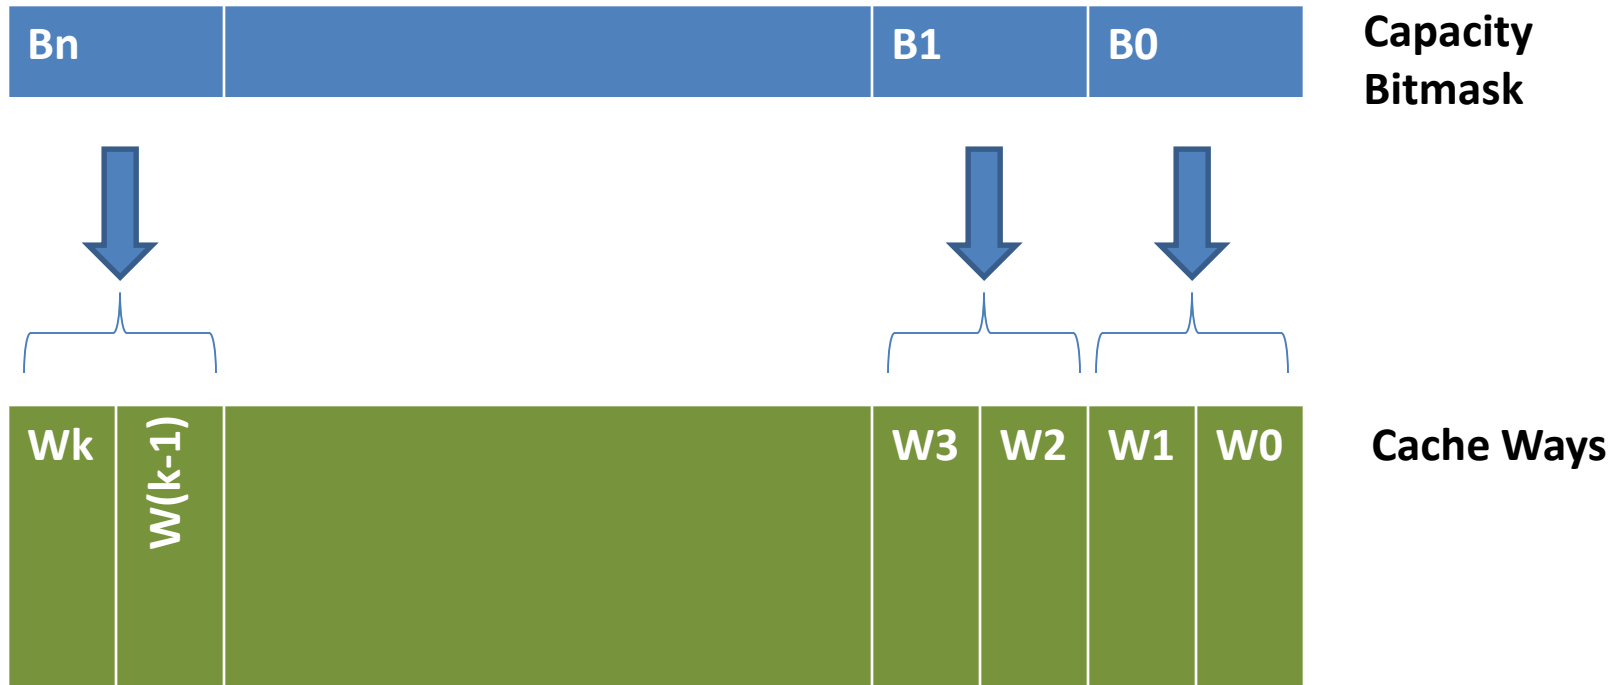 Bn B1 B0
Capacity
Bitmask
Wk W(k-1) W3 W2 W1 W0
Cache Ways